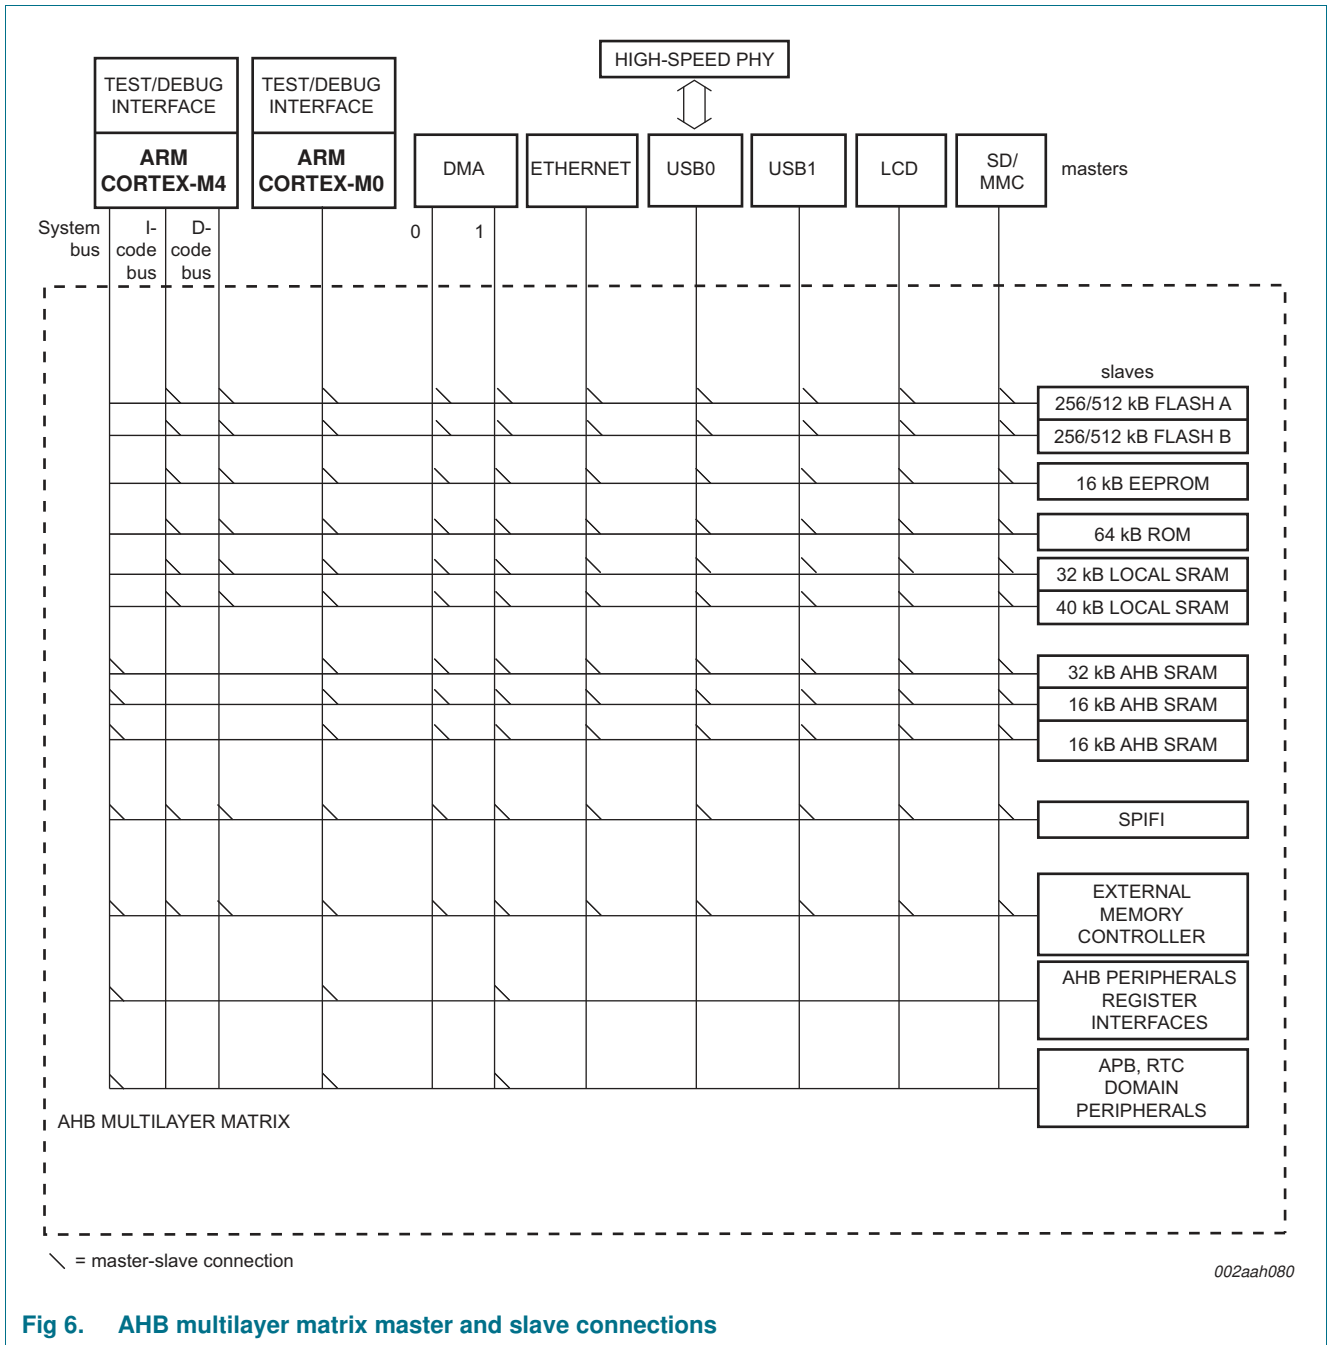 HIGH-SPEED PHY
TEST/DEBUG
INTERFACE
TEST/DEBUG
INTERFACE
ARM
CORTEX-M4
ARM
CORTEX-M0
DMA
ETHERNET
USB0
USB1
LCD
SD/
MMC
masters
System
bus
I-
code
bus
D-
code
bus
0
1
slaves
256/512 kB FLASH A
256/512 kB FLASH B
16 kB EEPROM
64 kB ROM
32 kB LOCAL SRAM
40 kB LOCAL SRAM
32 kB AHB SRAM
16 kB AHB SRAM
16 kB AHB SRAM
SPIFI
EXTERNAL
MEMORY
CONTROLLER
AHB PERIPHERALS
REGISTER
INTERFACES
APB, RTC
DOMAIN
PERIPHERALS
AHB MULTILAYER MATRIX
= master-slave connection
002aah080
Fig 6. AHB multilayer matrix master and slave connections